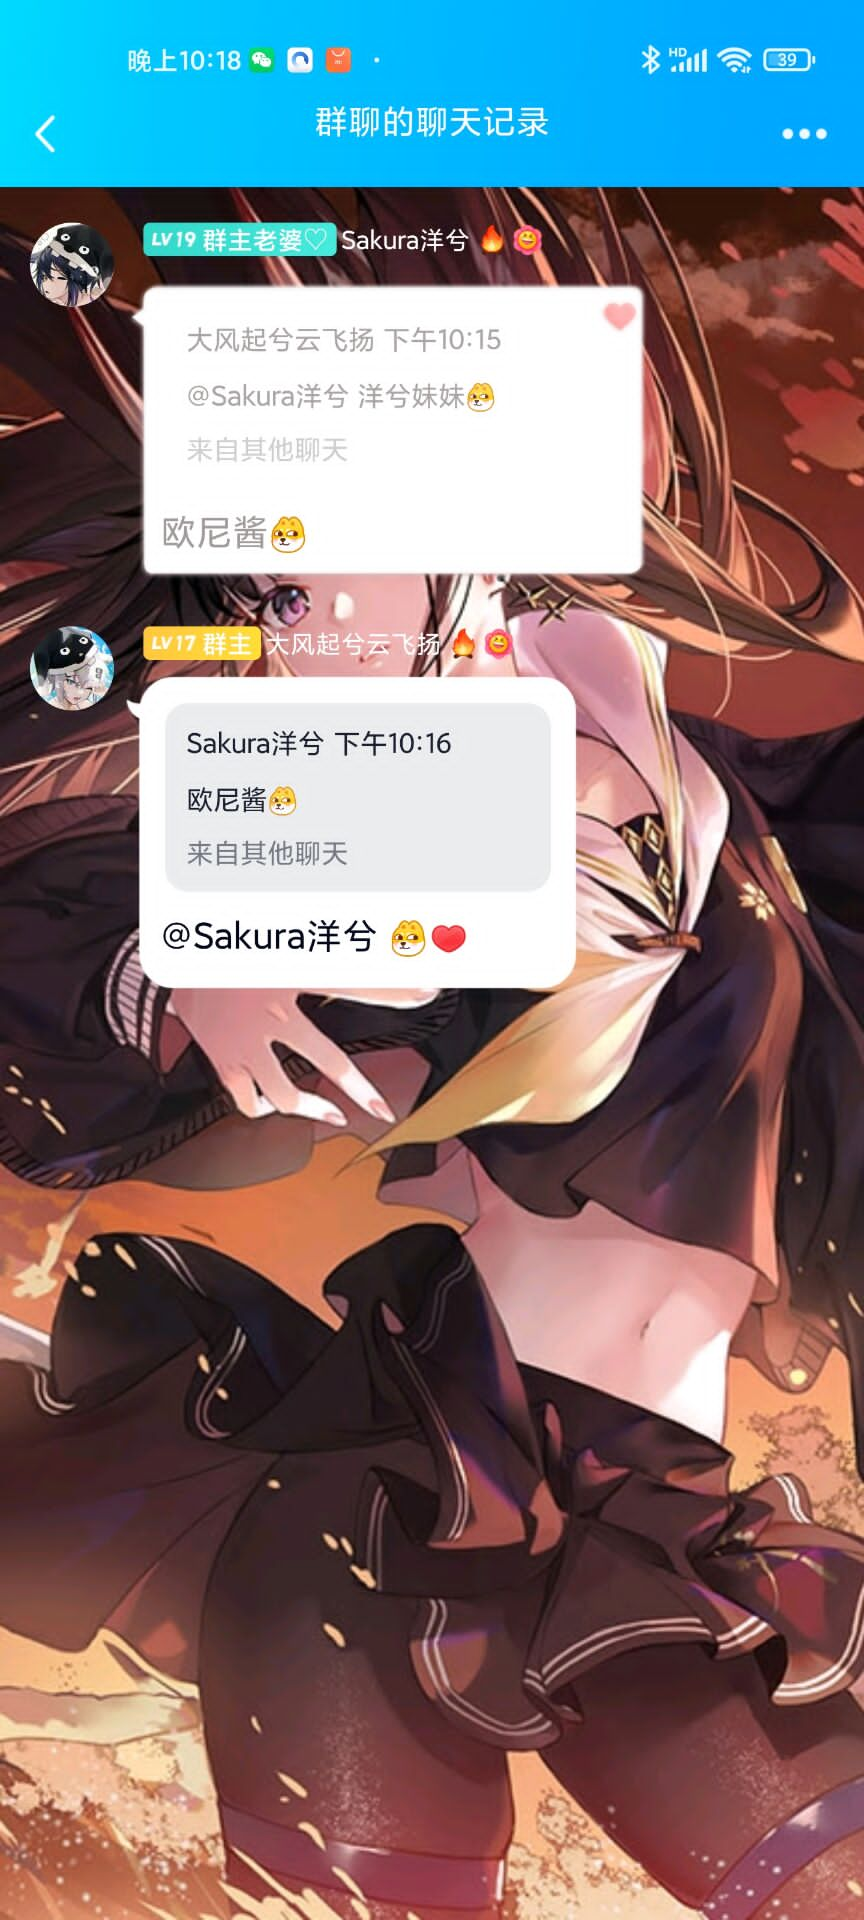 晚上10:18
HD
39
群聊的聊天记录
LV19 群主老婆♡ Sakura洋兮
大风起兮云飞扬 下午10:15
@Sakura洋兮 洋兮妹妹
来自其他聊天
欧尼酱
LV17 群主 大风起兮云飞扬
Sakura洋兮 下午10:16
欧尼酱
来自其他聊天
@Sakura洋兮